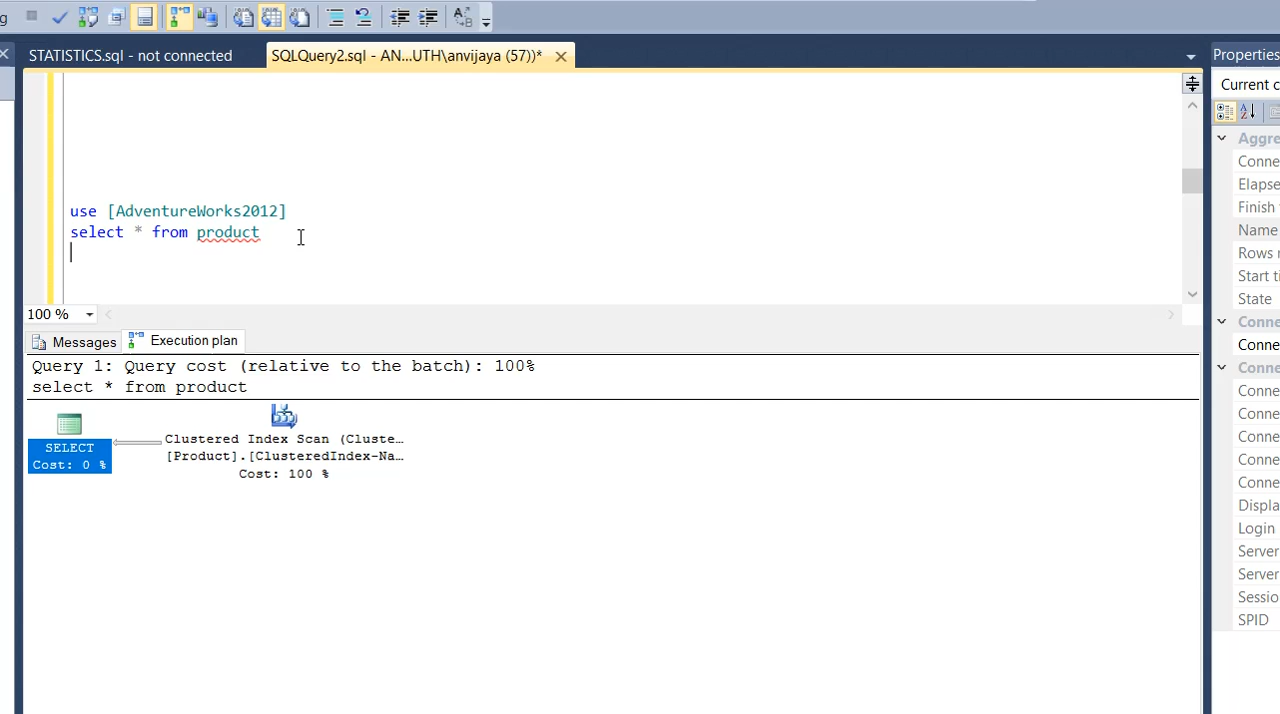 STATISTICS.sql - not connected
SQLQuery2.sql - AN...UTH\anvijaya (57))*
Properties
Current c
use [AdventureWorks2012]
select * from product
100 %
Messages
Execution plan
Query 1: Query cost (relative to the batch): 100%
select * from product
SELECT
Cost: 0 %
Clustered Index Scan (Cluste…
[Product].[ClusteredIndex-Na…
Cost: 100 %
Aggre
Conne
Elapse
Finish
Name
Rows r
Start ti
State
Conne
Conne
Conne
Conne
Conne
Conne
Conne
Conne
Displa
Login
Server
Server
Sessio
SPID